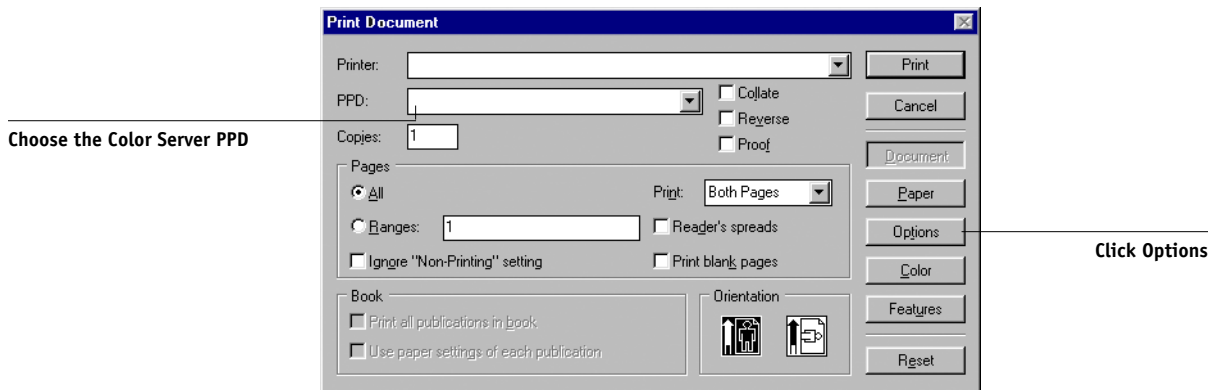 Print Document
Printer:
Print
PPD:
Collate
Cancel
Reverse
Choose the Color Server PPD
Copies: 1
Proof
Document
Pages
All
Print: Both Pages
Paper
Ranges: 1
Reader's spreads
Options
Click Options
Ignore "Non-Printing" setting
Print blank pages
Color
Book
Orientation
Features
Print all publications in book
Use paper settings of each publication
Reset